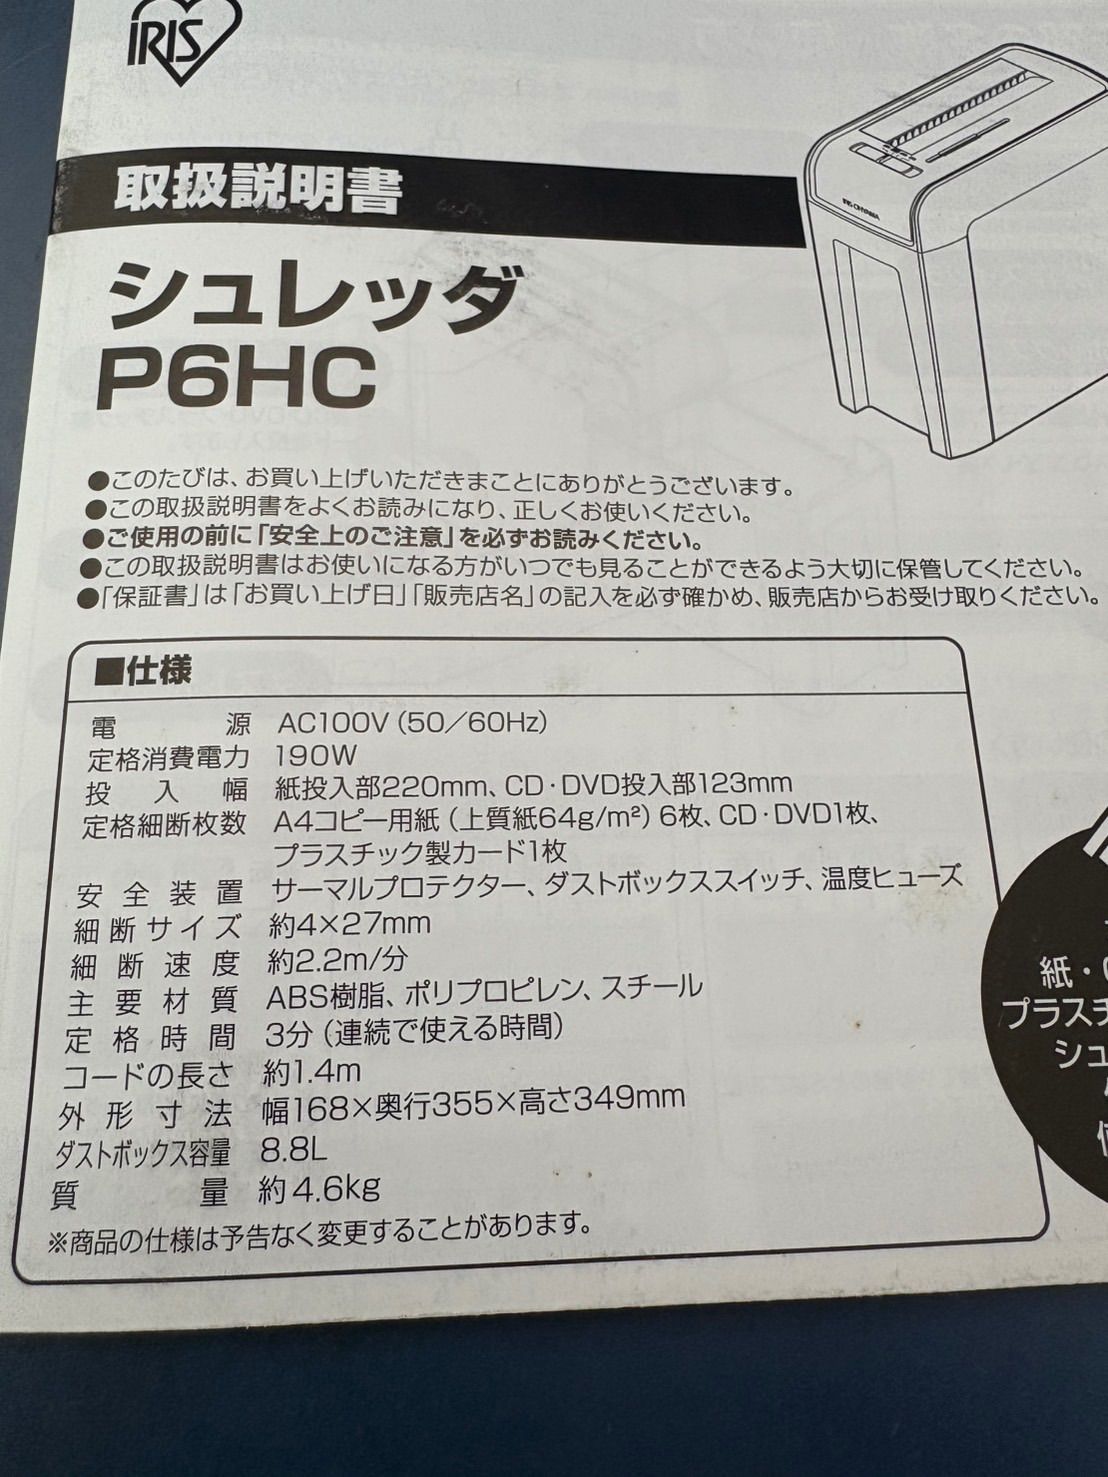 IRIS
取扱説明書
IRIS OHYAMA
シュレッダ
P6HC
●このたびは、お買い上げいただきまことにありがとうございます。
●この取扱説明書をよくお読みになり、正しくお使いください。
●ご使用の前に「安全上のご注意」を必ずお読みください。
●この取扱説明書はお使いになる方がいつでも見ることができるよう大切に保管してください。
●「保証書」は「お買い上げ日」「販売店名」の記入を必ず確かめ、販売店からお受け取りください。
■仕様
電源 AC100V（50／60Hz）
定格消費電力 190W
投入幅 紙投入部220mm、CD・DVD投入部123mm
定格細断枚数 A4コピー用紙（上質紙64g/m²）6枚、CD・DVD1枚、
プラスチック製カード1枚
安全装置 サーマルプロテクター、ダストボックススイッチ、温度ヒューズ
細断サイズ 約4×27mm
細断速度 約2.2m/分
主要材質 ABS樹脂、ポリプロピレン、スチール
定格時間 3分（連続で使える時間）
コードの長さ 約1.4m
外形寸法 幅168×奥行355×高さ349mm
ダストボックス容量 8.8L
質量 約4.6kg
※商品の仕様は予告なく変更することがあります。
紙・
プラス
シュ